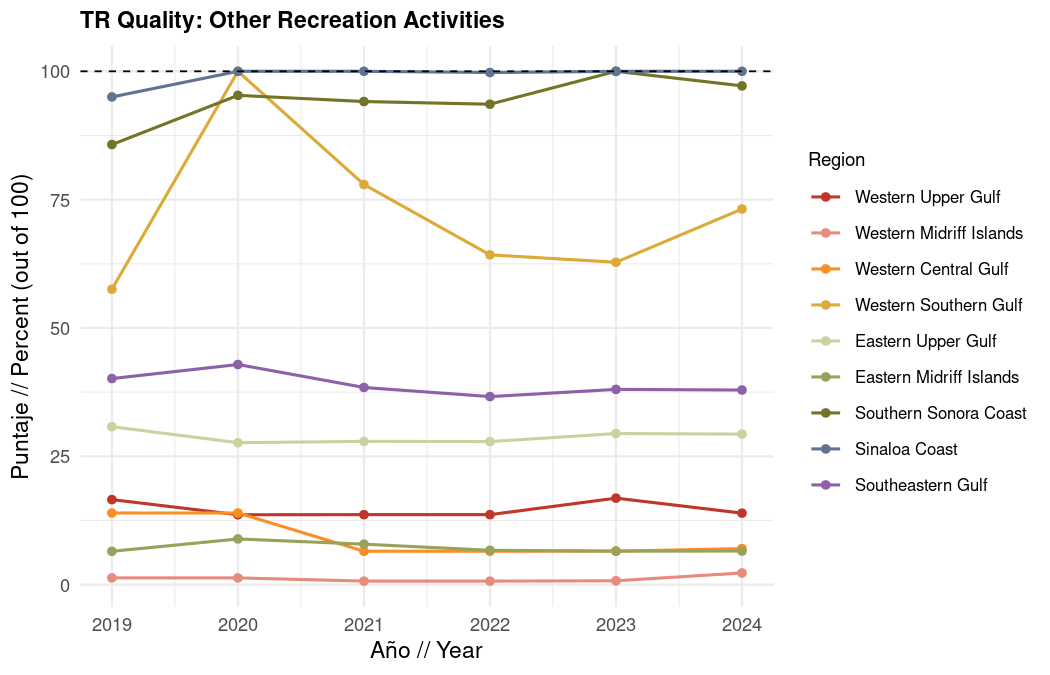 TR Quality: Other Recreation Activities
Puntaje // Percent (out of 100)
100
75
50
25
0
2019 2020 2021 2022 2023 2024
Año // Year
Region
Western Upper Gulf
Western Midriff Islands
Western Central Gulf
Western Southern Gulf
Eastern Upper Gulf
Eastern Midriff Islands
Southern Sonora Coast
Sinaloa Coast
Southeastern Gulf